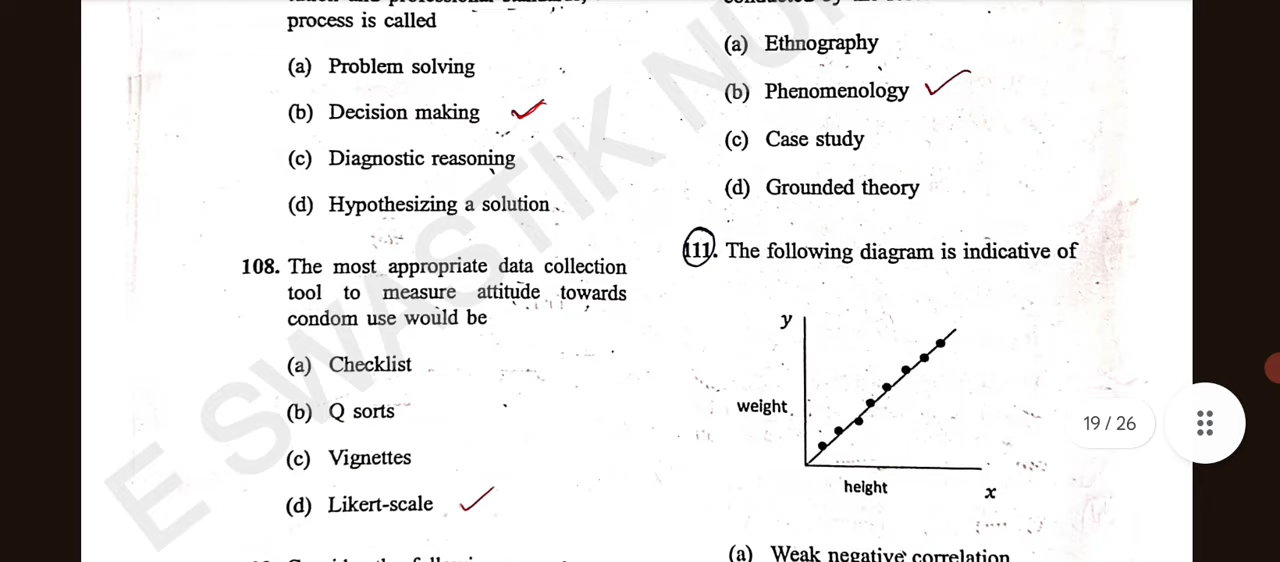 process is called
(a) Problem solving
(b) Decision making
(c) Diagnostic reasoning
(d) Hypothesizing a solution
108. The most appropriate data collection
tool to measure attitude towards
condom use would be
(a) Checklist
(b) Q sorts
(c) Vignettes
(d) Likert-scale
(a) Ethnography
(b) Phenomenology
(c) Case study
(d) Grounded theory
111. The following diagram is indicative of
y
weight
height
x
(a) Weak negative correlation
19 / 26
E SWASTIK NU